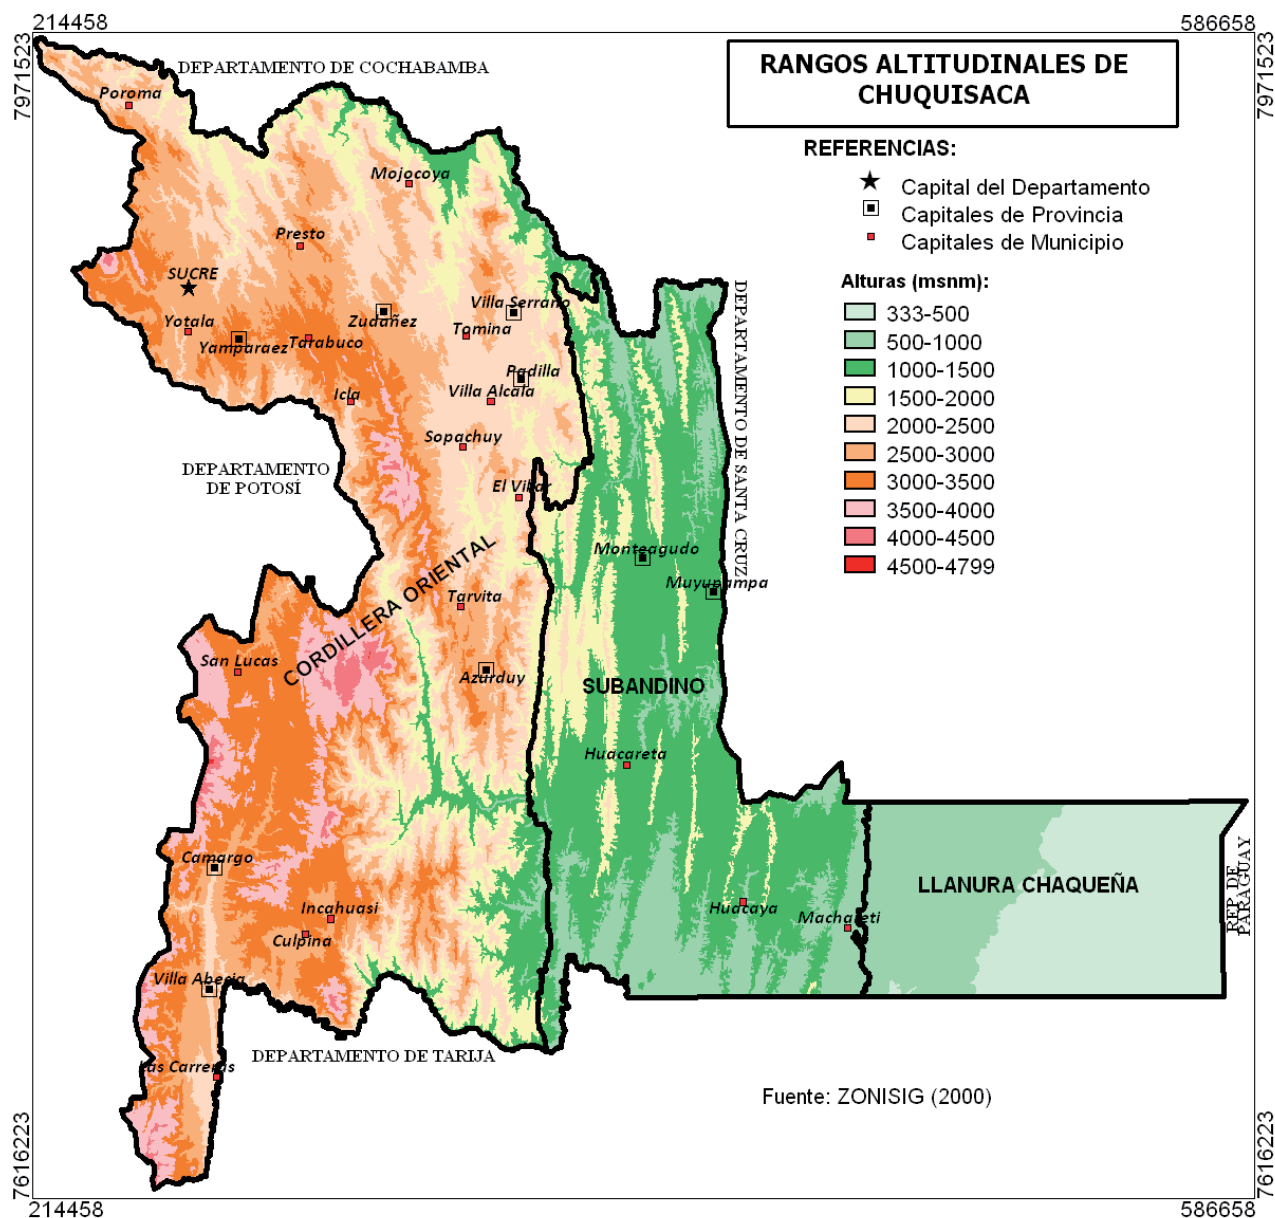 214458
586658
7971523
7971523
RANGOS ALTITUDINALES DE
CHUQUISACA
DEPARTAMENTO DE COCHABAMBA
Poroma
REFERENCIAS:
Capital del Departamento
Capitales de Provincia
Capitales de Municipio
Mojocoya
Presto
SUCRE
Alturas (msnm):
333-500
500-1000
1000-1500
1500-2000
2000-2500
2500-3000
3000-3500
3500-4000
4000-4500
4500-4799
Villa Serrano
Yotala
Zudañez
Tomina
Yamparaez
Tarabuco
Padilla
Icla
Villa Alcala
Sopachuy
DEPARTAMENTO
DE POTOSÍ
DEPARTAMENTO DE SANTA CRUZ
El Villar
Monteagudo
Muyupampa
CORDILLERA ORIENTAL
Tarvita
San Lucas
Azurduy
SUBANDINO
Huacareta
Camargo
LLANURA CHAQUEÑA
REP DE
PARAGUAY
Incahuasi
Huacaya
Machareti
Culpina
Villa Abecia
DEPARTAMENTO DE TARIJA
Las Carreras
Fuente: ZONISIG (2000)
7616223
7616223
214458
586658